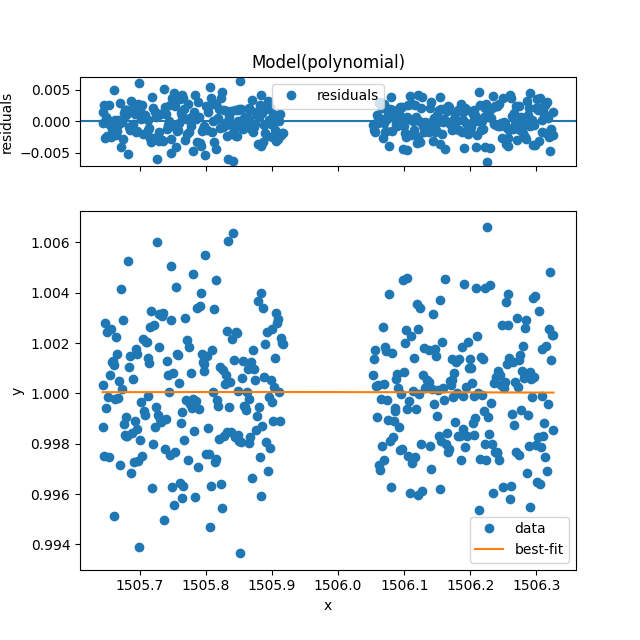 Model(polynomial)
0.005
0.000
−0.005
residuals
residuals
1.006
1.004
1.002
1.000
0.998
0.996
0.994
y
data
best-fit
1505.7 1505.8 1505.9 1506.0 1506.1 1506.2 1506.3
x